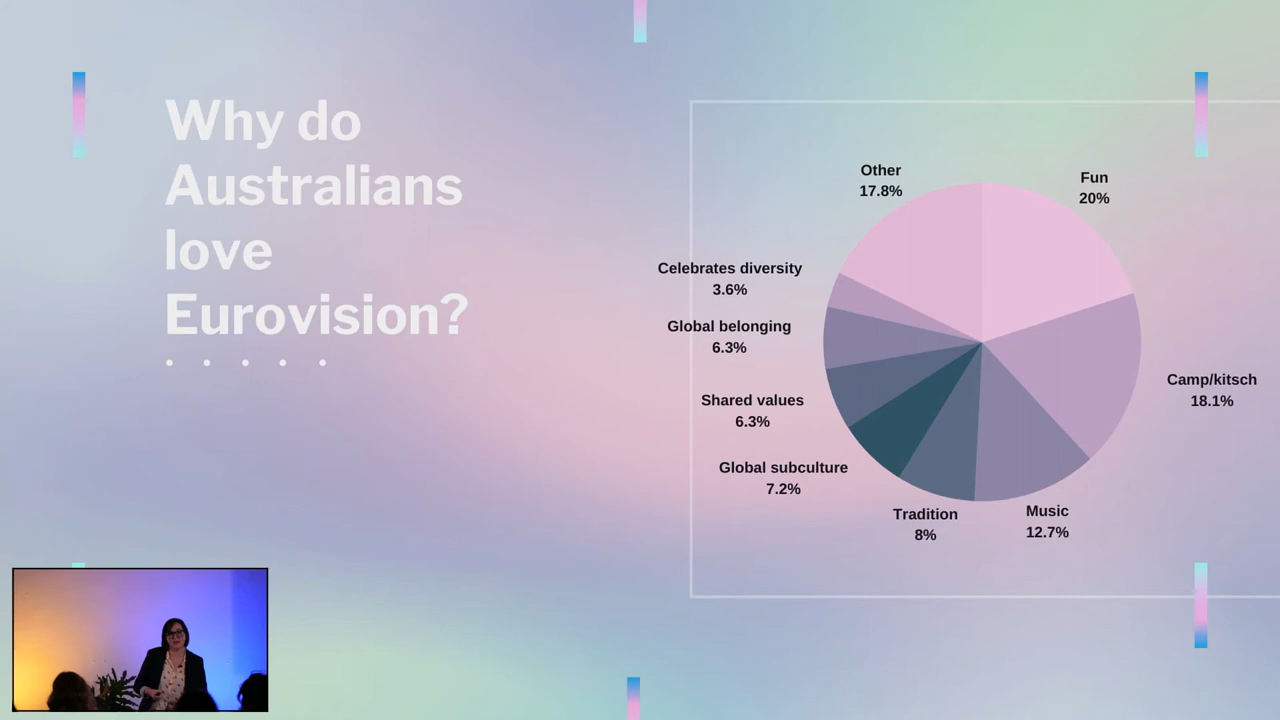 Why do
Australians
love
Eurovision?
Other
17.8%
Fun
20%
Celebrates diversity
3.6%
Global belonging
6.3%
Camp/kitsch
18.1%
Shared values
6.3%
Global subculture
7.2%
Tradition
8%
Music
12.7%